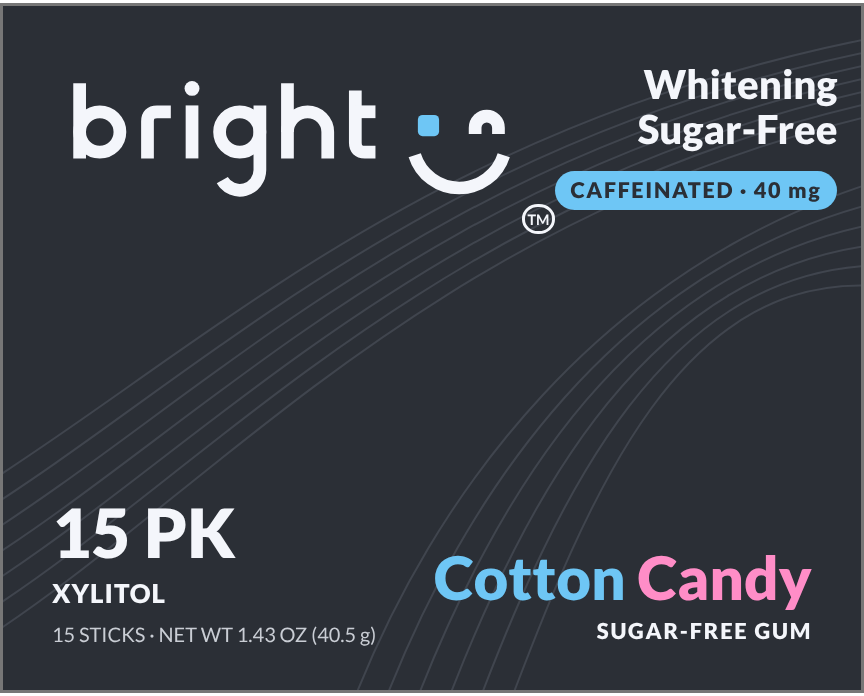 bright
TM
Whitening
Sugar-Free
CAFFEINATED · 40 mg
15 PK
XYLITOL
15 STICKS · NET WT 1.43 OZ (40.5 g)
Cotton Candy
SUGAR-FREE GUM